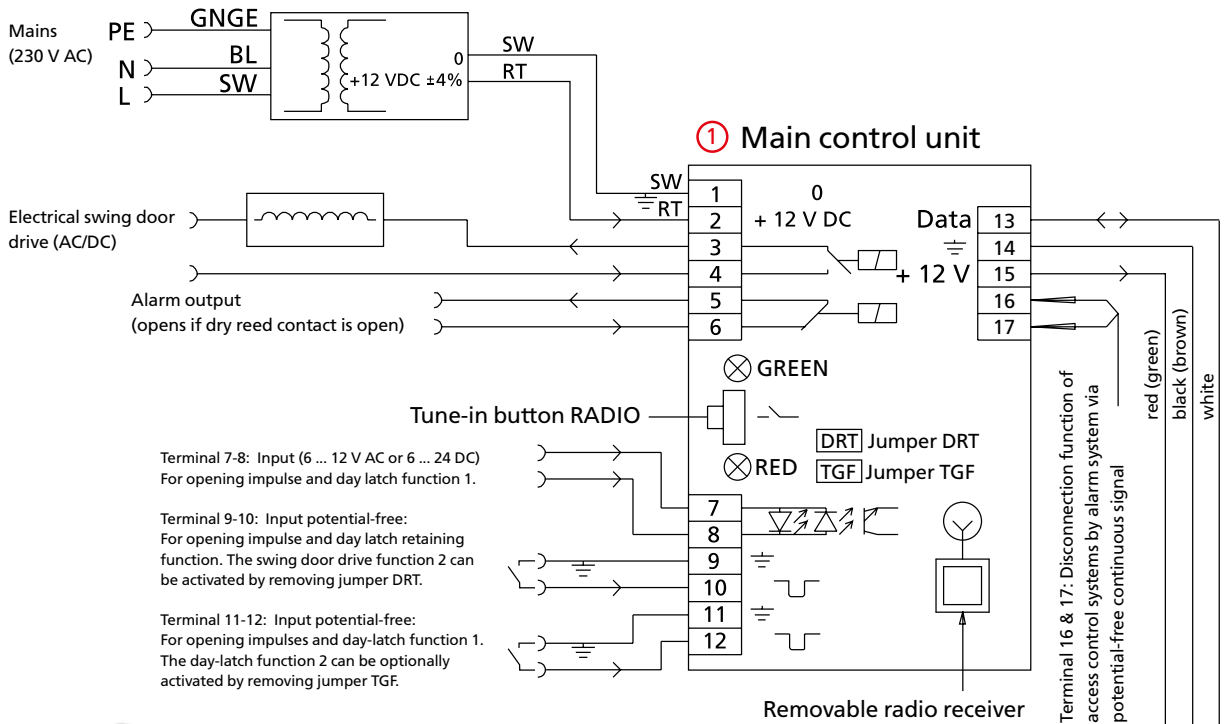 Mains
(230 V AC)
PE
GNGE
N
BL
L
SW
0
+12 VDC ±4%
SW
RT
1 Main control unit
SW
RT
1
2
3
4
5
6
0
+ 12 V DC
Data
+ 12 V
13
14
15
16
17
Electrical swing door
drive (AC/DC)
Alarm output
(opens if dry reed contact is open)
GREEN
Tune-in button RADIO
DRT Jumper DRT
RED
TGF Jumper TGF
Terminal 7-8: Input (6 ... 12 V AC or 6 ... 24 DC)
For opening impulse and day latch function 1.
Terminal 9-10: Input potential-free:
For opening impulse and day latch retaining
function. The swing door drive function 2 can
be activated by removing jumper DRT.
Terminal 11-12: Input potential-free:
For opening impulses and day-latch function 1.
The day-latch function 2 can be optionally
activated by removing jumper TGF.
7
8
9
10
11
12
Removable radio receiver
Terminal 16 & 17: Disconnection function of
access control systems by alarm system via
potential-free continuous signal
red (green)
black (brown)
white